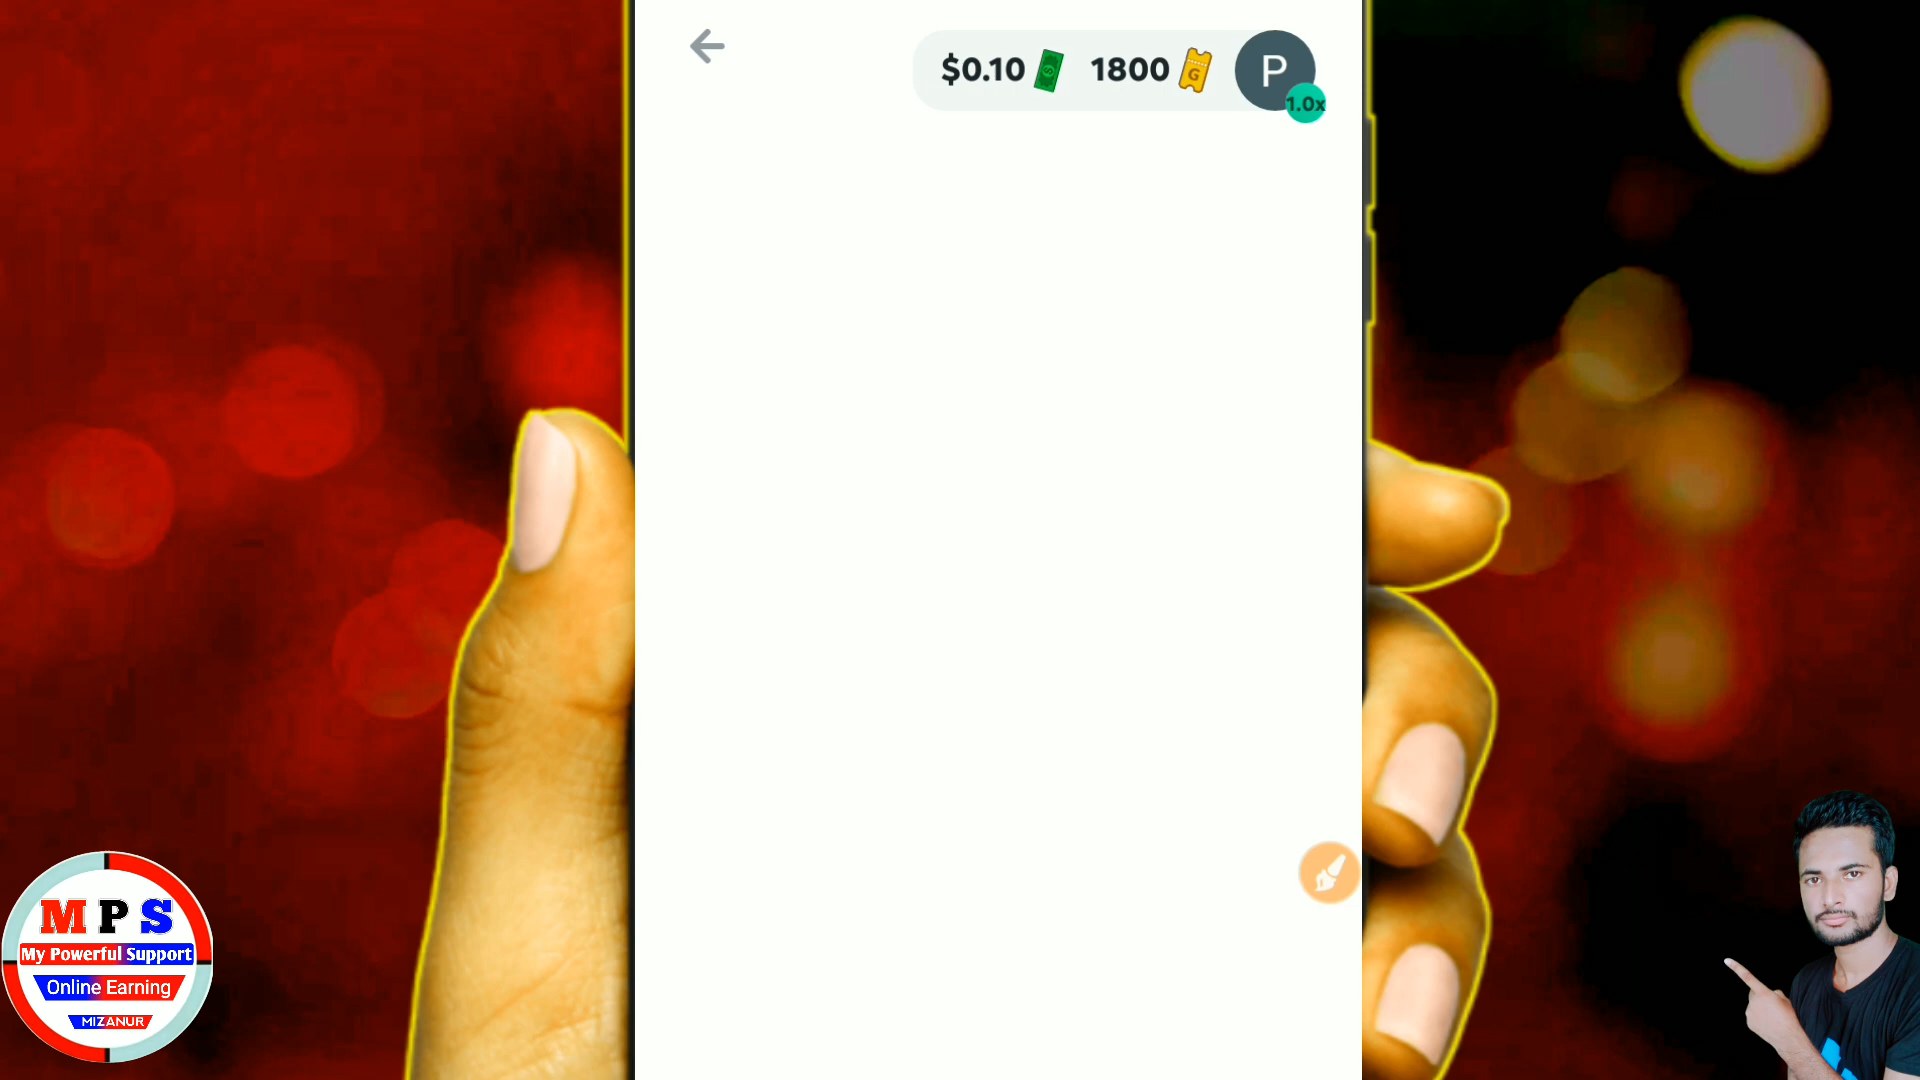 $0.10 1800 G P
1.0x
M P S
My Powerful Support
Online Earning
MIZANUR